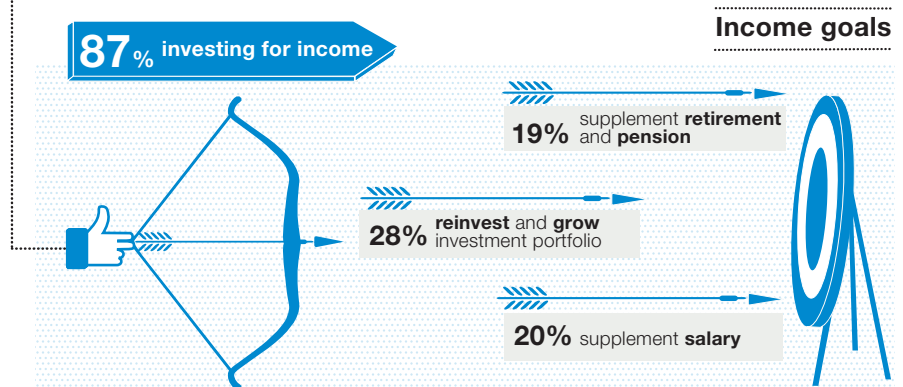 Income goals
87% investing for income
19% supplement retirement
and pension
28% reinvest and grow
investment portfolio
20% supplement salary